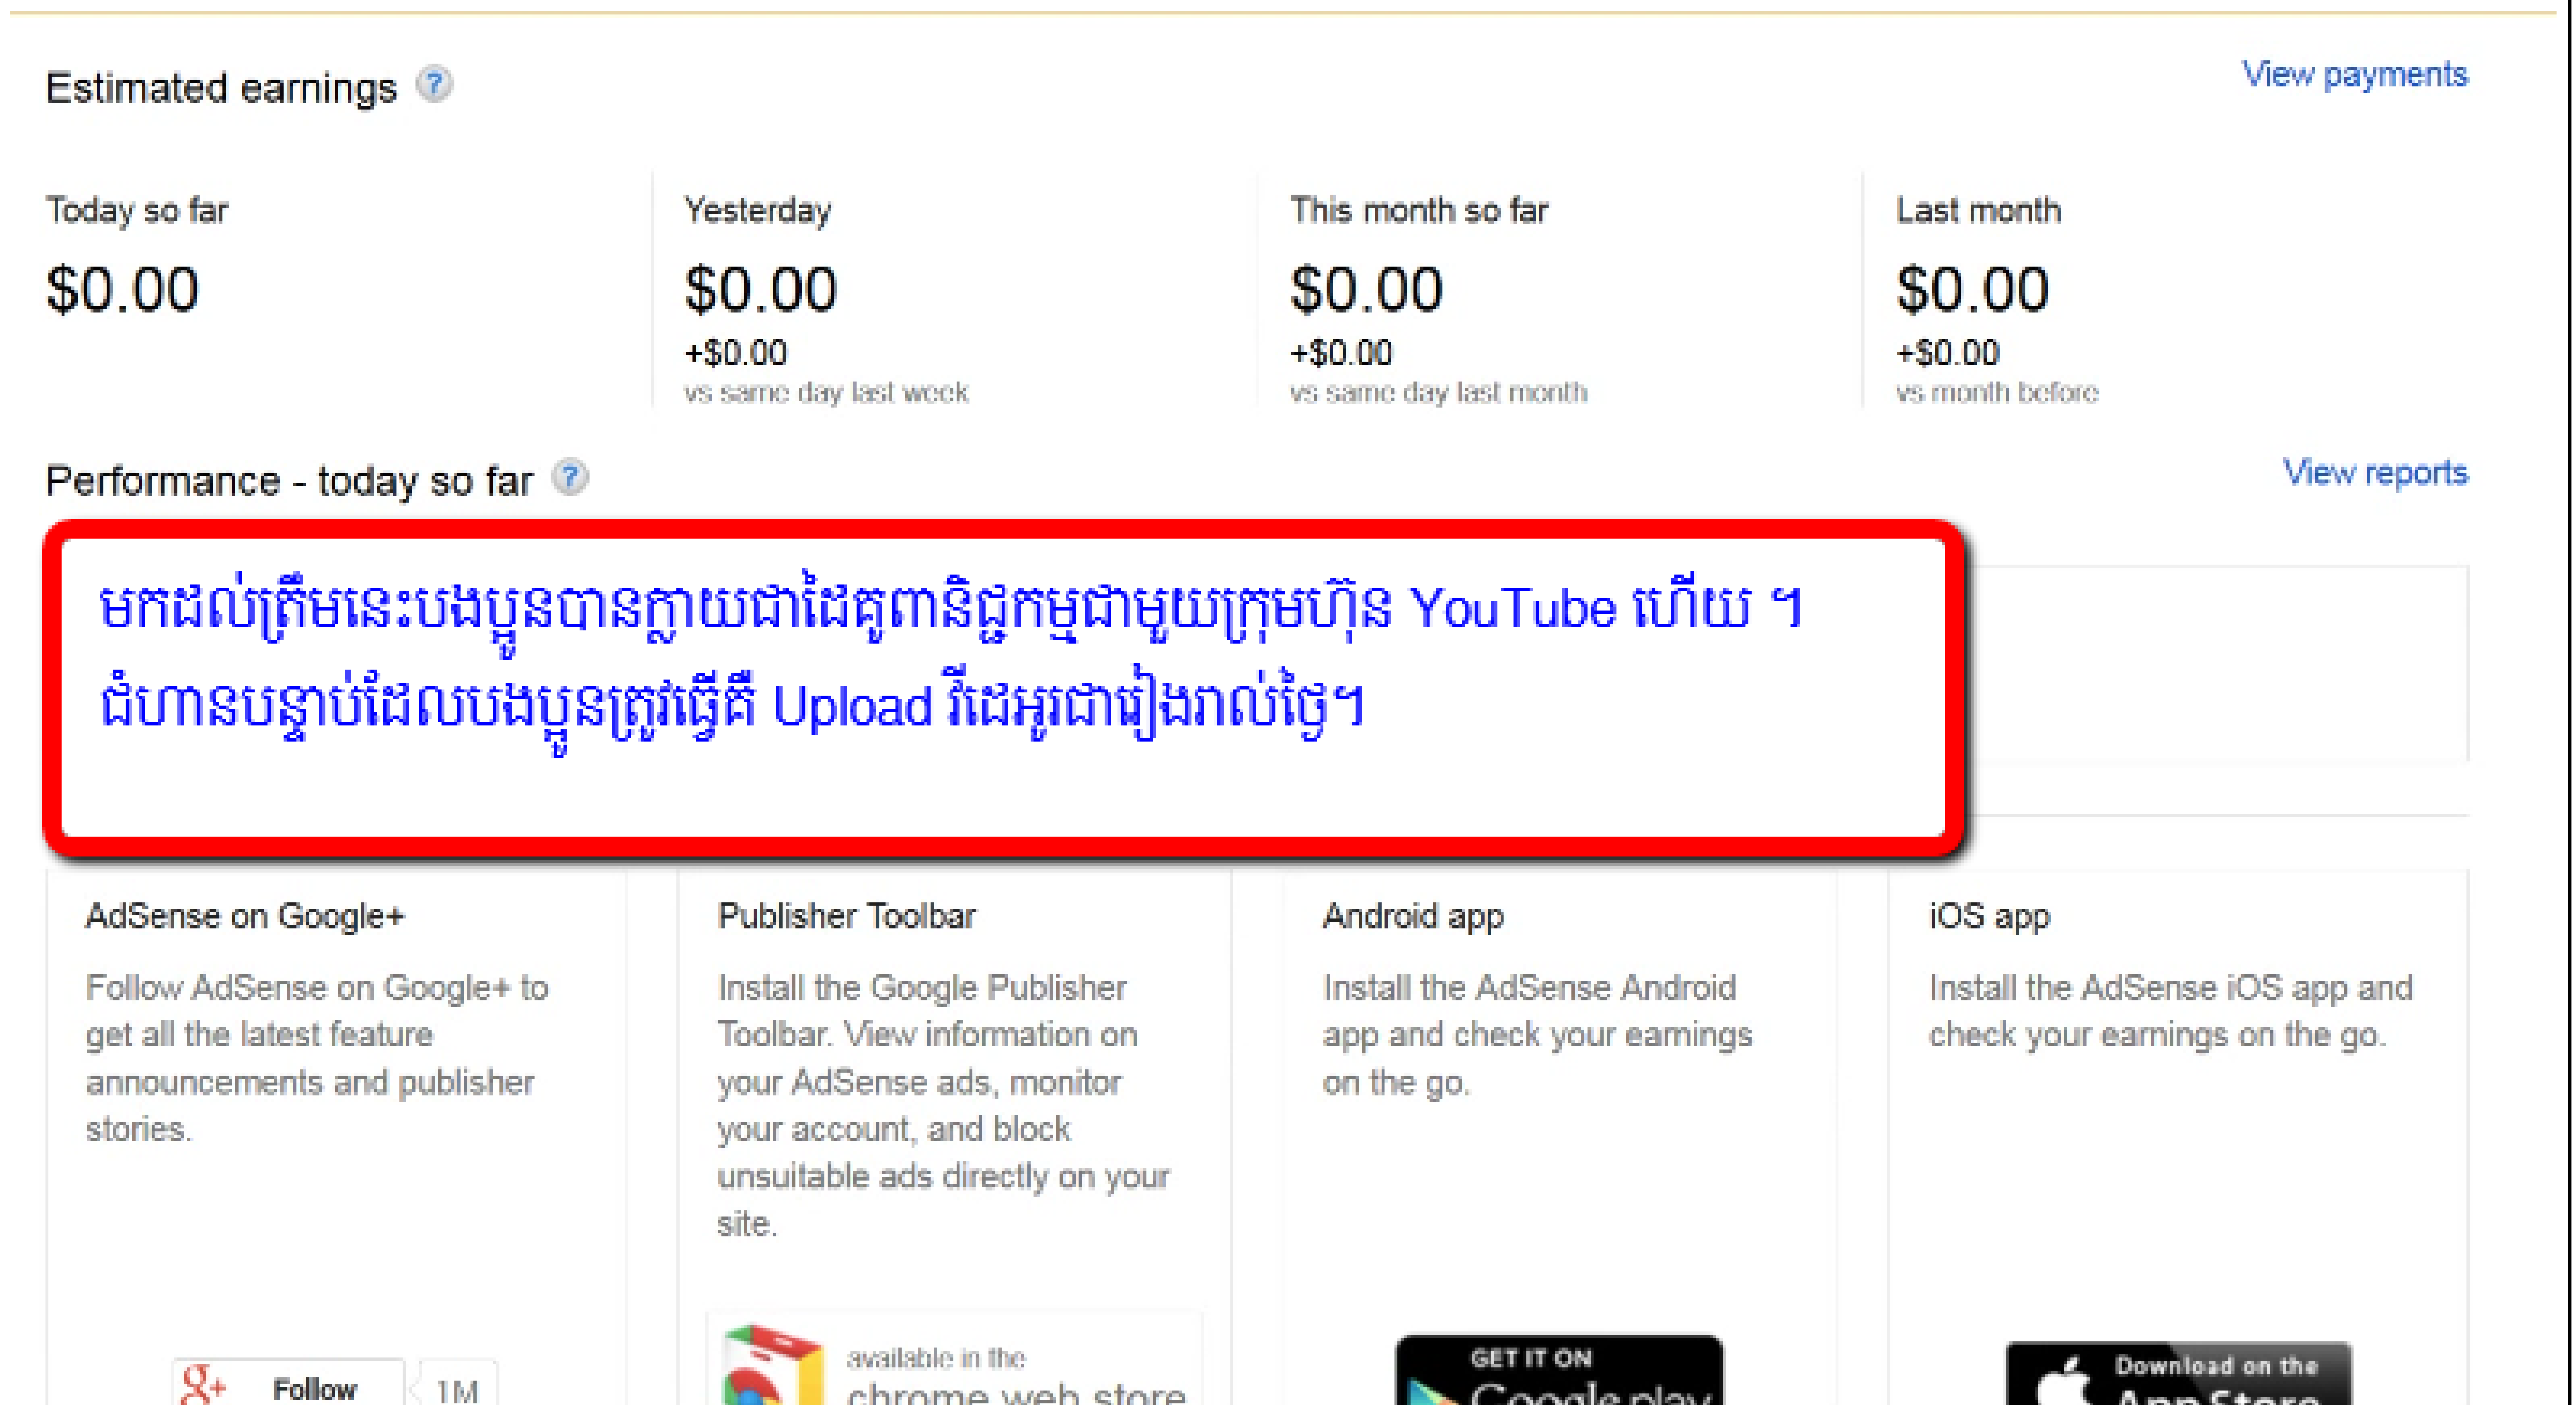 Estimated earnings ?
View payments
Today so far
Yesterday
This month so far
Last month
$0.00
$0.00
$0.00
$0.00
+$0.00
+$0.00
+$0.00
vs same day last week
vs same day last month
vs month before
Performance - today so far ?
View reports
មកដល់ត្រឹមនេះបងប្អូនបានក្លាយជាដៃគូពានិជ្ជកម្មជាមួយក្រុមហ៊ុន YouTube ហើយ ។
ជំហានបន្ទាប់ដែលបងប្អូនត្រូវធ្វើគឺ Upload វីដេអូរជារៀងរាល់ថ្ងៃ។
AdSense on Google+
Follow AdSense on Google+ to
get all the latest feature
announcements and publisher
stories.
g+ Follow 1M
Publisher Toolbar
Install the Google Publisher
Toolbar. View information on
your AdSense ads, monitor
your account, and block
unsuitable ads directly on your
site.
available in the
chrome web store
Android app
Install the AdSense Android
app and check your earnings
on the go.
GET IT ON
Google play
iOS app
Install the AdSense iOS app and
check your earnings on the go.
Download on the
App Store